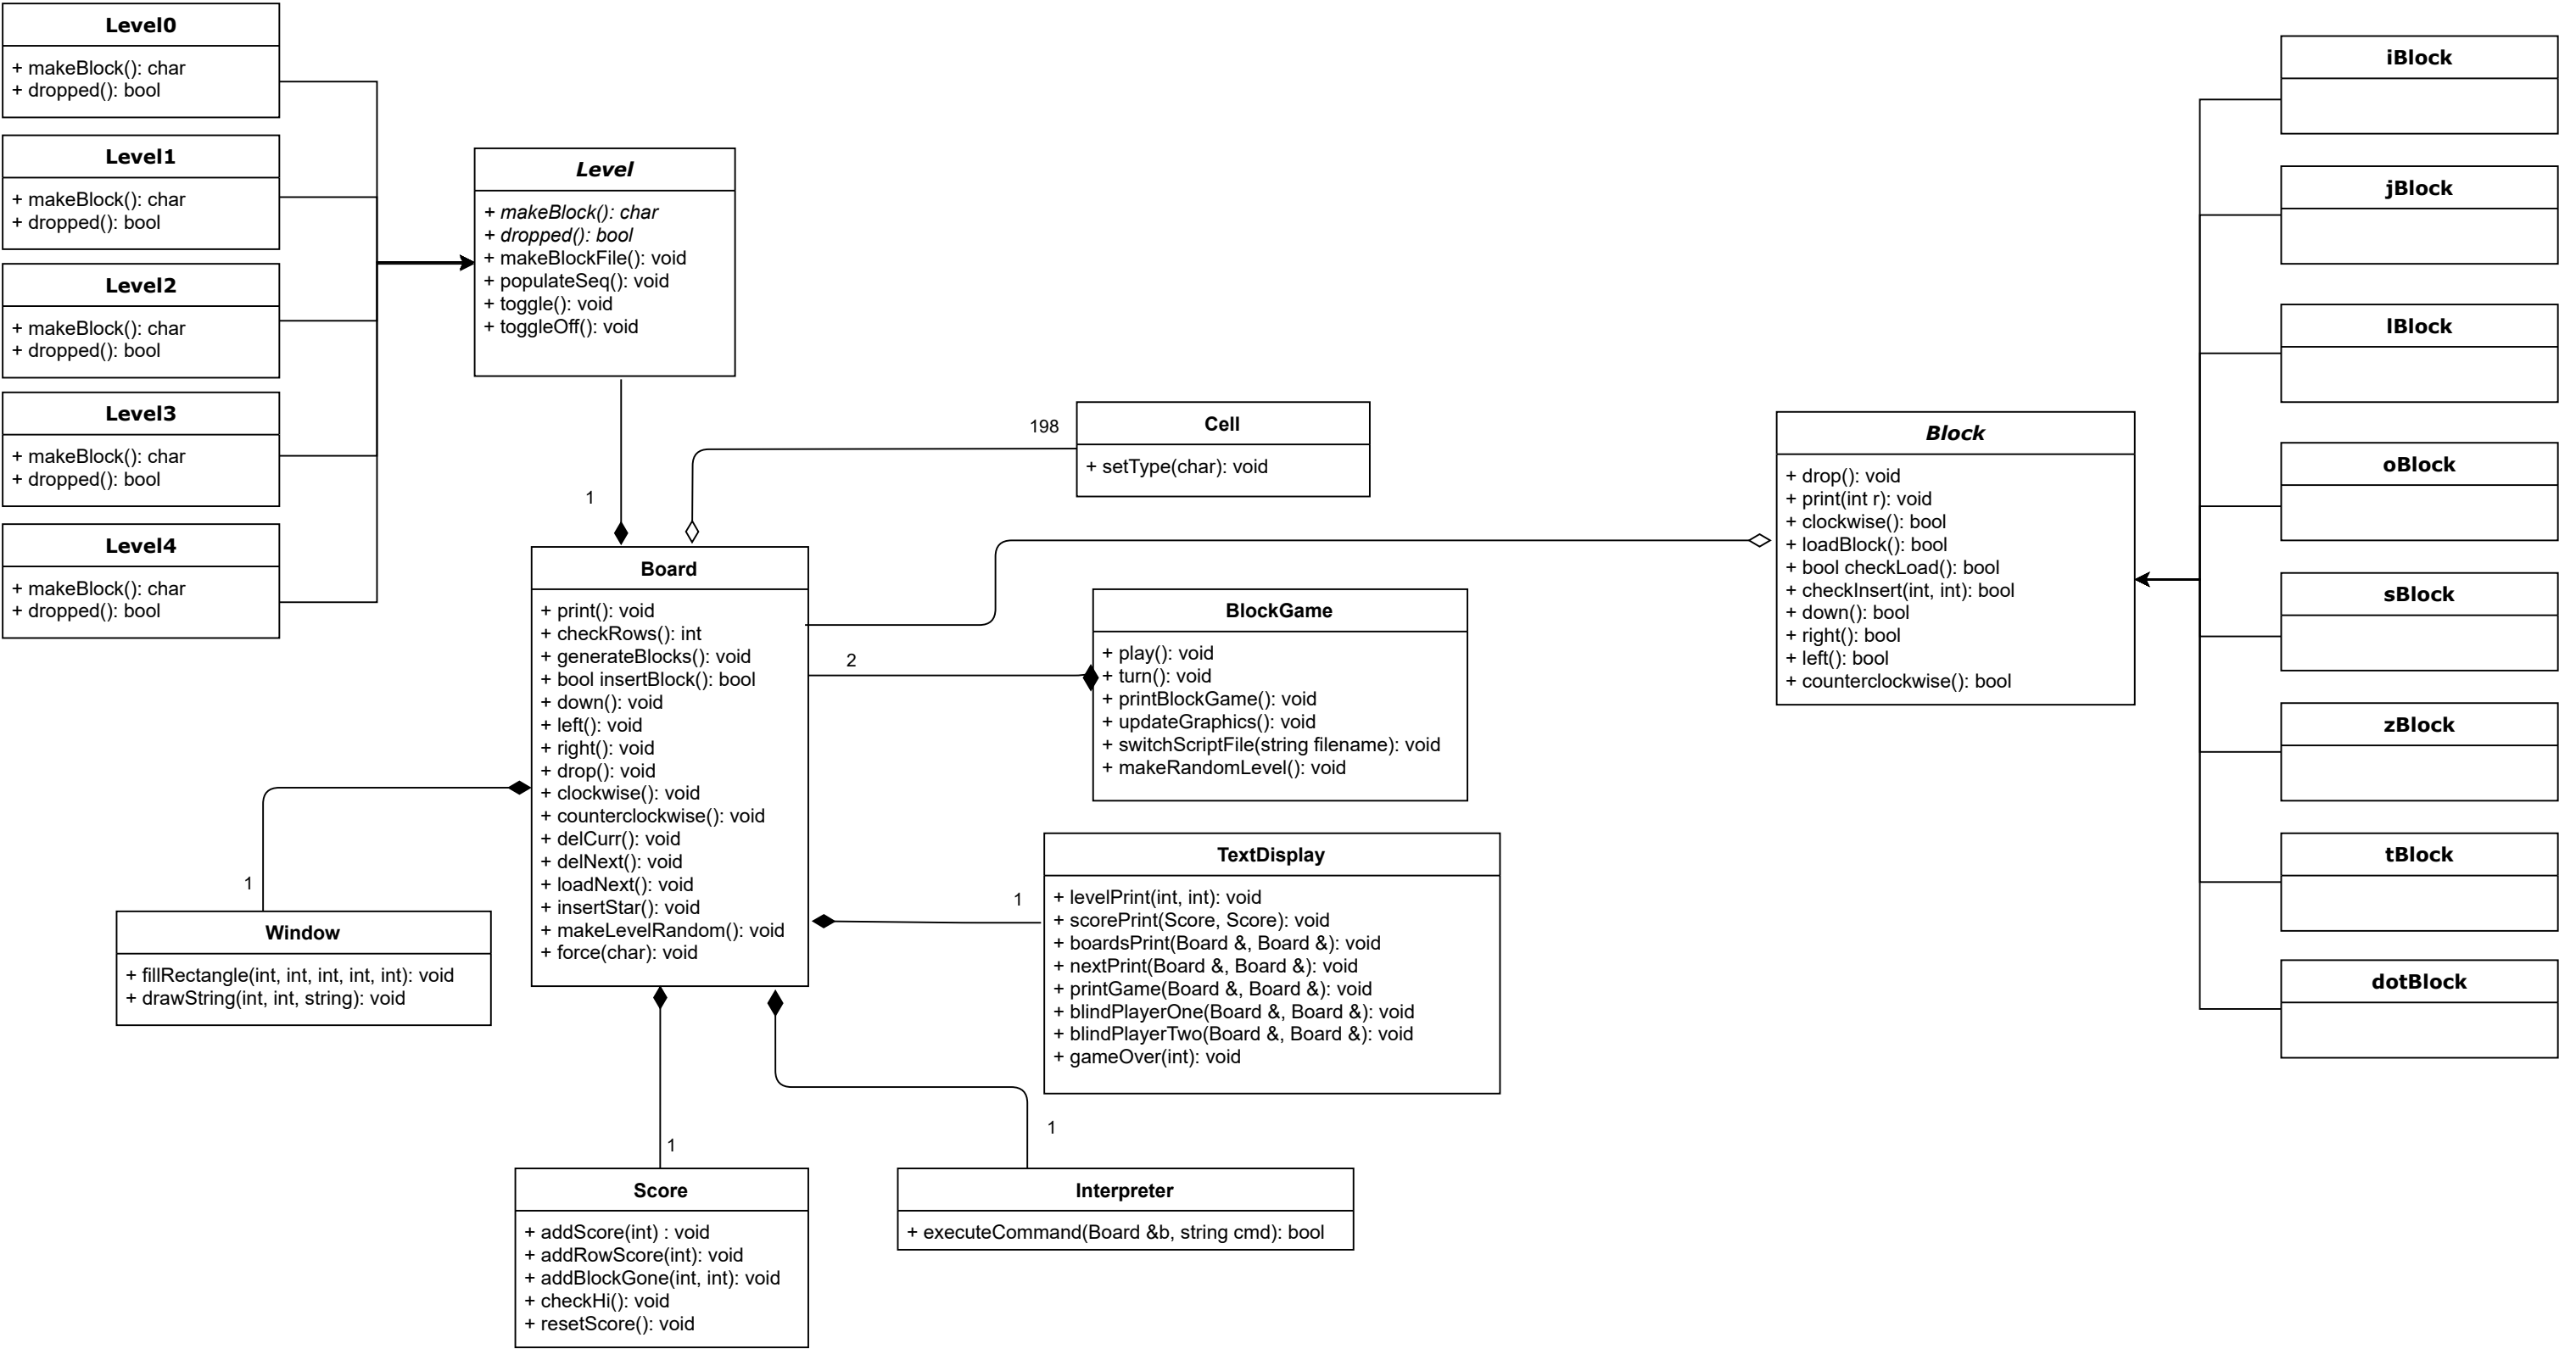 Level0
+ makeBlock(): char
+ dropped(): bool
Level1
+ makeBlock(): char
+ dropped(): bool
Level2
+ makeBlock(): char
+ dropped(): bool
Level3
+ makeBlock(): char
+ dropped(): bool
Level4
+ makeBlock(): char
+ dropped(): bool
Level
+ makeBlock(): char
+ dropped(): bool
+ makeBlockFile(): void
+ populateSeq(): void
+ toggle(): void
+ toggleOff(): void
1
198
Cell
+ setType(char): void
Board
+ print(): void
+ checkRows(): int
+ generateBlocks(): void
+ bool insertBlock(): bool
+ down(): void
+ left(): void
+ right(): void
+ drop(): void
+ clockwise(): void
+ counterclockwise(): void
+ delCurr(): void
+ delNext(): void
+ loadNext(): void
+ insertStar(): void
+ makeLevelRandom(): void
+ force(char): void
2
BlockGame
+ play(): void
+ turn(): void
+ printBlockGame(): void
+ updateGraphics(): void
+ switchScriptFile(string filename): void
+ makeRandomLevel(): void
1
TextDisplay
+ levelPrint(int, int): void
+ scorePrint(Score, Score): void
+ boardsPrint(Board &, Board &): void
+ nextPrint(Board &, Board &): void
+ printGame(Board &, Board &): void
+ blindPlayerOne(Board &, Board &): void
+ blindPlayerTwo(Board &, Board &): void
+ gameOver(int): void
1
Window
+ fillRectangle(int, int, int, int, int): void
+ drawString(int, int, string): void
1
Score
+ addScore(int) : void
+ addRowScore(int): void
+ addBlockGone(int, int): void
+ checkHi(): void
+ resetScore(): void
1
Interpreter
+ executeCommand(Board &b, string cmd): bool
Block
+ drop(): void
+ print(int r): void
+ clockwise(): bool
+ loadBlock(): bool
+ bool checkLoad(): bool
+ checkInsert(int, int): bool
+ down(): bool
+ right(): bool
+ left(): bool
+ counterclockwise(): bool
iBlock
jBlock
lBlock
oBlock
sBlock
zBlock
tBlock
dotBlock